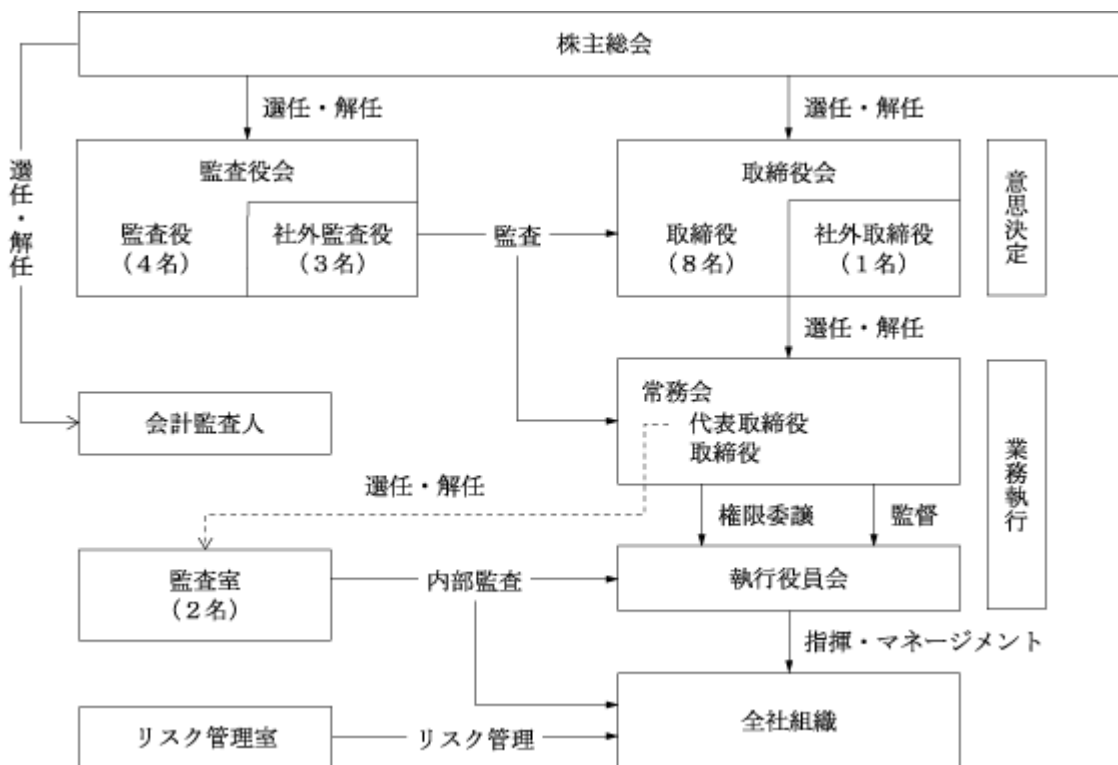 株主総会
選任・解任
選任・解任
選任・解任
監査役会
監査役
（4名）
社外監査役
（3名）
監査
取締役会
取締役
（8名）
社外取締役
（1名）
意思決定
選任・解任
会計監査人
常務会
代表取締役
取締役
業務執行
選任・解任
権限委譲
監督
監査室
（2名）
内部監査
執行役員会
指揮・マネージメント
リスク管理室
リスク管理
全社組織